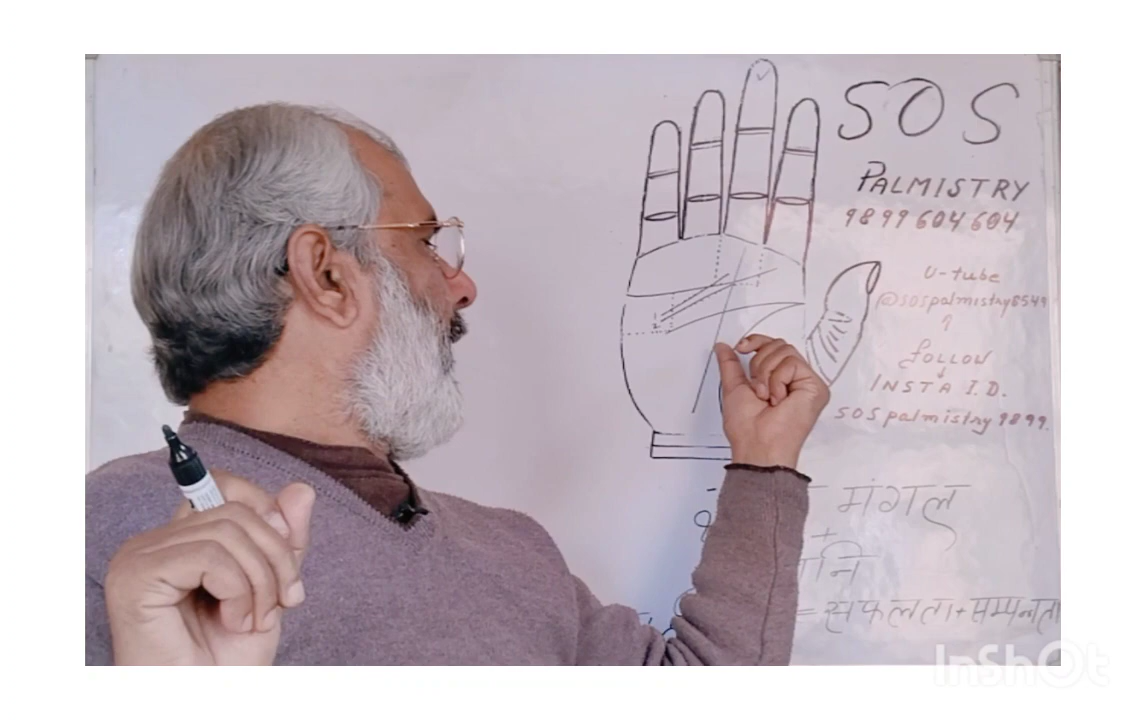 SOS
PALMISTRY
9899604604
U-tube
@sospalmistry8549
FOLLOW
INSTA I.D.
sospalmistry9899.
मंगल
+
= सफलता + सम्पन्नता
InShOt